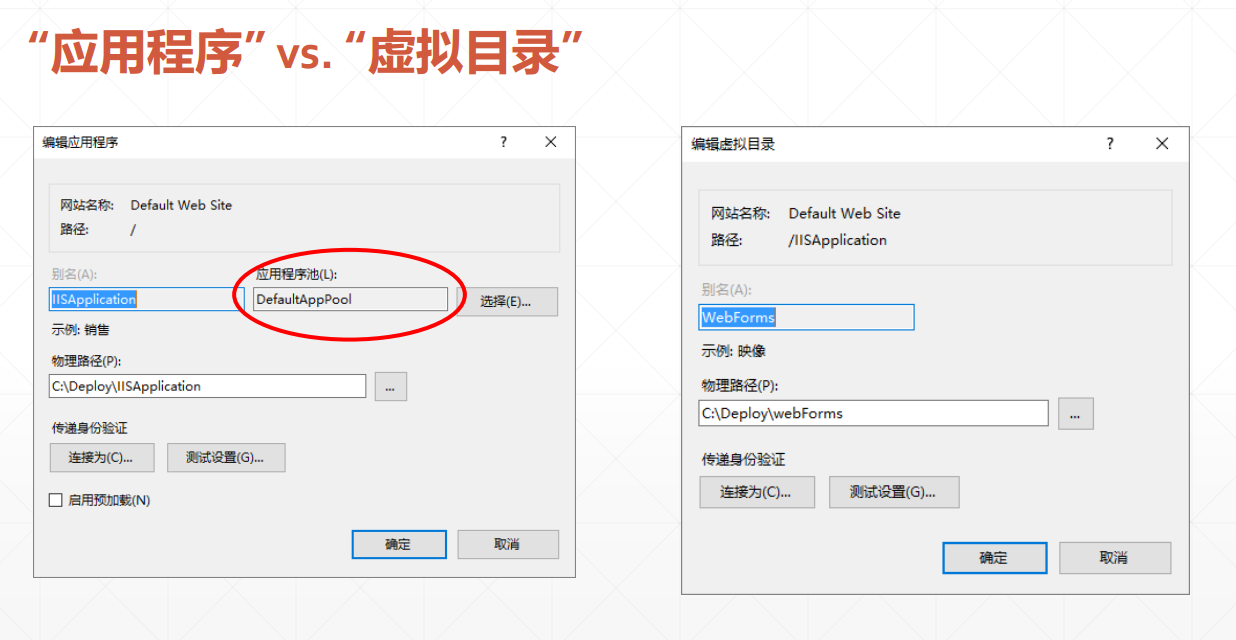 “应用程序” vs. “虚拟目录”
编辑应用程序
网站名称: Default Web Site
路径: /
别名(A): 应用程序池(L):
IISApplication DefaultAppPool 选择(E)...
示例: 销售
物理路径(P):
C:\Deploy\IISApplication ...
传递身份验证
连接为(C)... 测试设置(G)...
启用预加载(N)
确定 取消
编辑虚拟目录
网站名称: Default Web Site
路径: /IISApplication
别名(A):
WebForms
示例: 映像
物理路径(P):
C:\Deploy\webForms ...
传递身份验证
连接为(C)... 测试设置(G)...
确定 取消